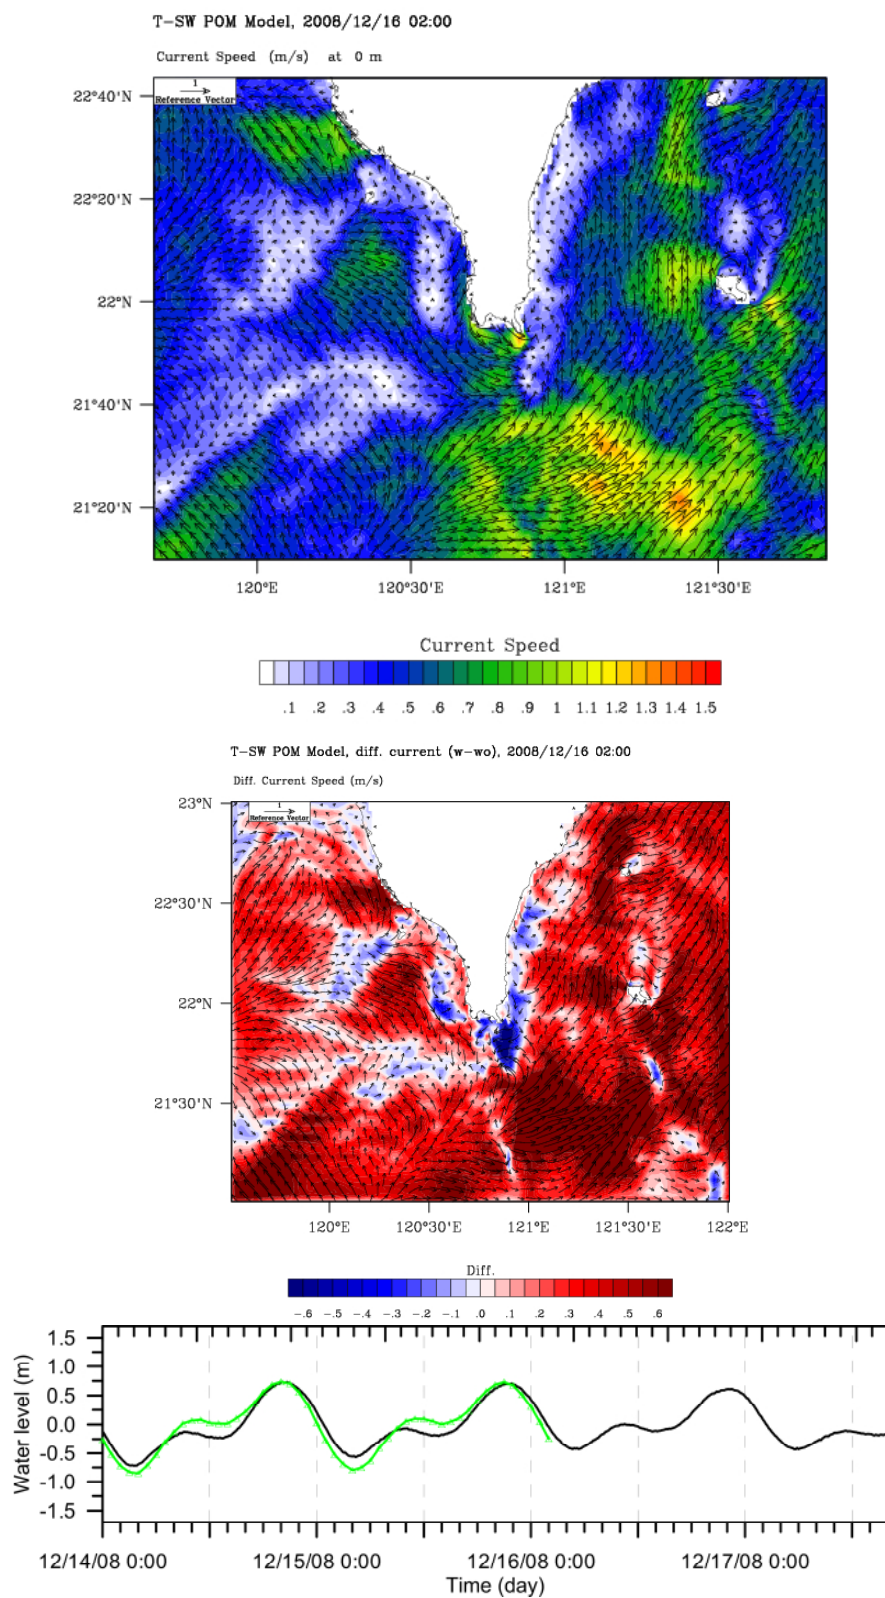 T-SW POM Model, 2008/12/16 02:00
Current Speed (m/s) at 0 m
1
Reference Vector
22°40'N
22°20'N
22°N
21°40'N
21°20'N
120°E 120°30'E 121°E 121°30'E
Current Speed
.1 .2 .3 .4 .5 .6 .7 .8 .9 1 1.1 1.2 1.3 1.4 1.5
T-SW POM Model, diff. current (w-wo), 2008/12/16 02:00
Diff. Current Speed (m/s)
1
Reference Vector
23°N
22°30'N
22°N
21°30'N
120°E 120°30'E 121°E 121°30'E 122°E
Diff.
-.6 -.5 -.4 -.3 -.2 -.1 .0 .1 .2 .3 .4 .5 .6
Water level (m)
1.5
1.0
0.5
0.0
-0.5
-1.0
-1.5
12/14/08 0:00 12/15/08 0:00 12/16/08 0:00 12/17/08 0:00
Time (day)